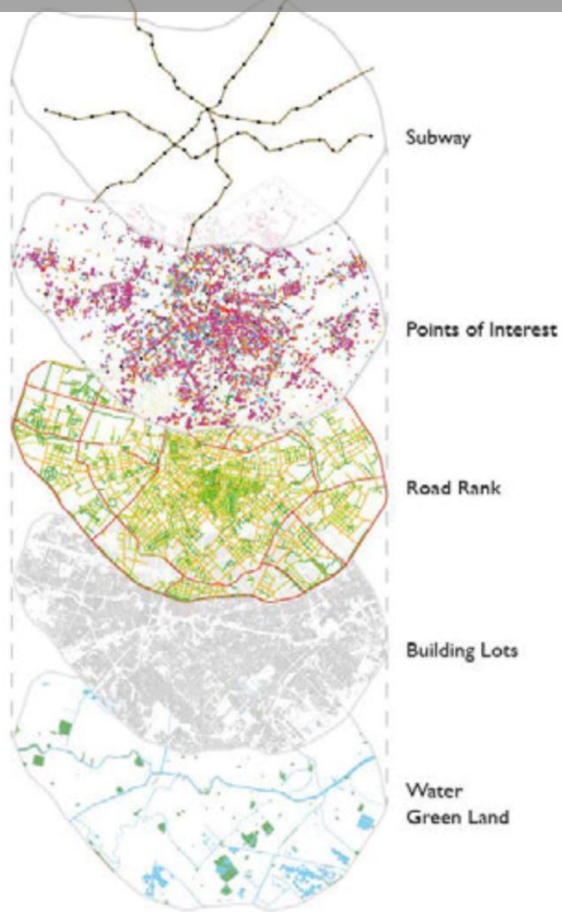 Subway
Points of Interest
Road Rank
Building Lots
Water
Green Land